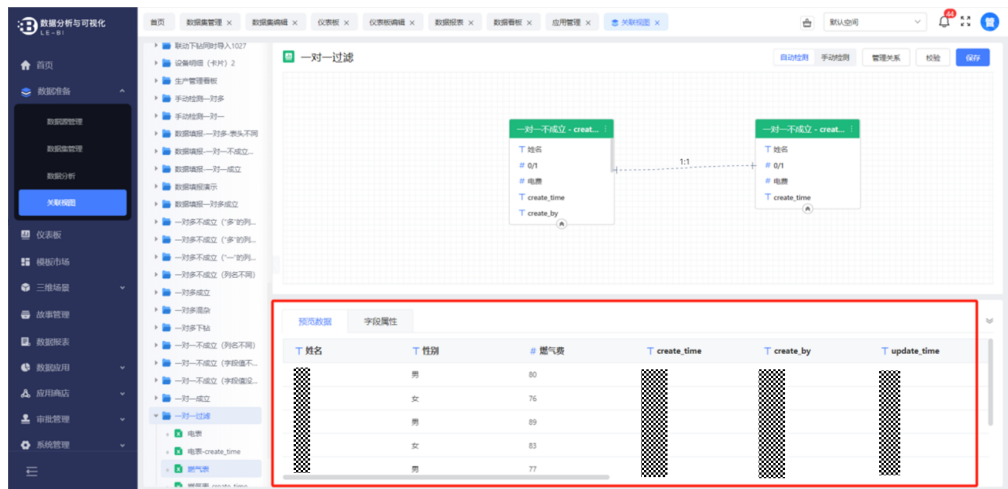 数据分析与可视化
LE-BI
首页
数据集管理 ×
数据集编辑 ×
仪表板 ×
仪表板编辑 ×
数据报表 ×
数据看板 ×
应用管理 ×
关联视图 ×
默认空间
44
管
首页
数据准备
数据源管理
数据集管理
数据分析
关联视图
仪表板
模板市场
三维场景
故事管理
数据报表
数据应用
应用商店
审批管理
系统管理
联动下钻同时导入1027
设备明细（卡片）2
生产管理看板
手动检测一对多
手动检测一对一
数据填报-一对多-表头不同
数据填报-一对一不成立...
数据填报-一对一成立
数据填报演示
数据填报一对多成立
一对多不成立（“多”的列...
一对多不成立（“多”的列...
一对多不成立（“一”的列...
一对多不成立（列名不同）
一对多成立
一对多混杂
一对多下钻
一对一不成立（列名不同）
一对一不成立（字段值不...
一对一不成立（字段值没...
一对一成立
一对一过滤
电表
电表-create_time
燃气表
燃气表-create_time
一对一过滤
自动检测
手动检测
管理关系
校验
保存
一对一不成立 - creat...
T 姓名
# 0/1
# 电费
T create_time
T create_by
1:1
一对一不成立 - creat...
T 姓名
# 0/1
# 电费
T create_time
预览数据
字段属性
T 姓名
T 性别
# 燃气费
T create_time
T create_by
T update_time
男
80
女
76
男
89
女
83
男
77